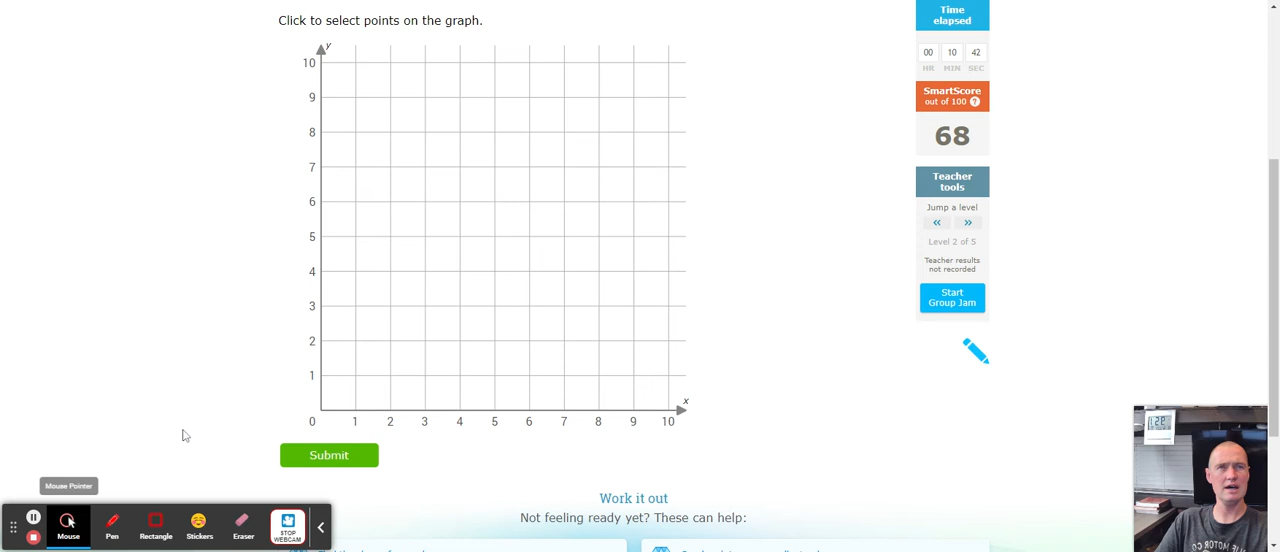 Click to select points on the graph.
y
10
9
8
7
6
5
4
3
2
1
0 1 2 3 4 5 6 7 8 9 10
x
Submit
Time
elapsed
00 10 42
HR MIN SEC
SmartScore
out of 100 ?
68
Teacher
tools
Jump a level
« »
Level 2 of 5
Teacher results
not recorded
Start
Group Jam
Work it out
Not feeling ready yet? These can help:
Mouse Pointer
Mouse Pen Rectangle Stickers Eraser
STOP
WEBCAM